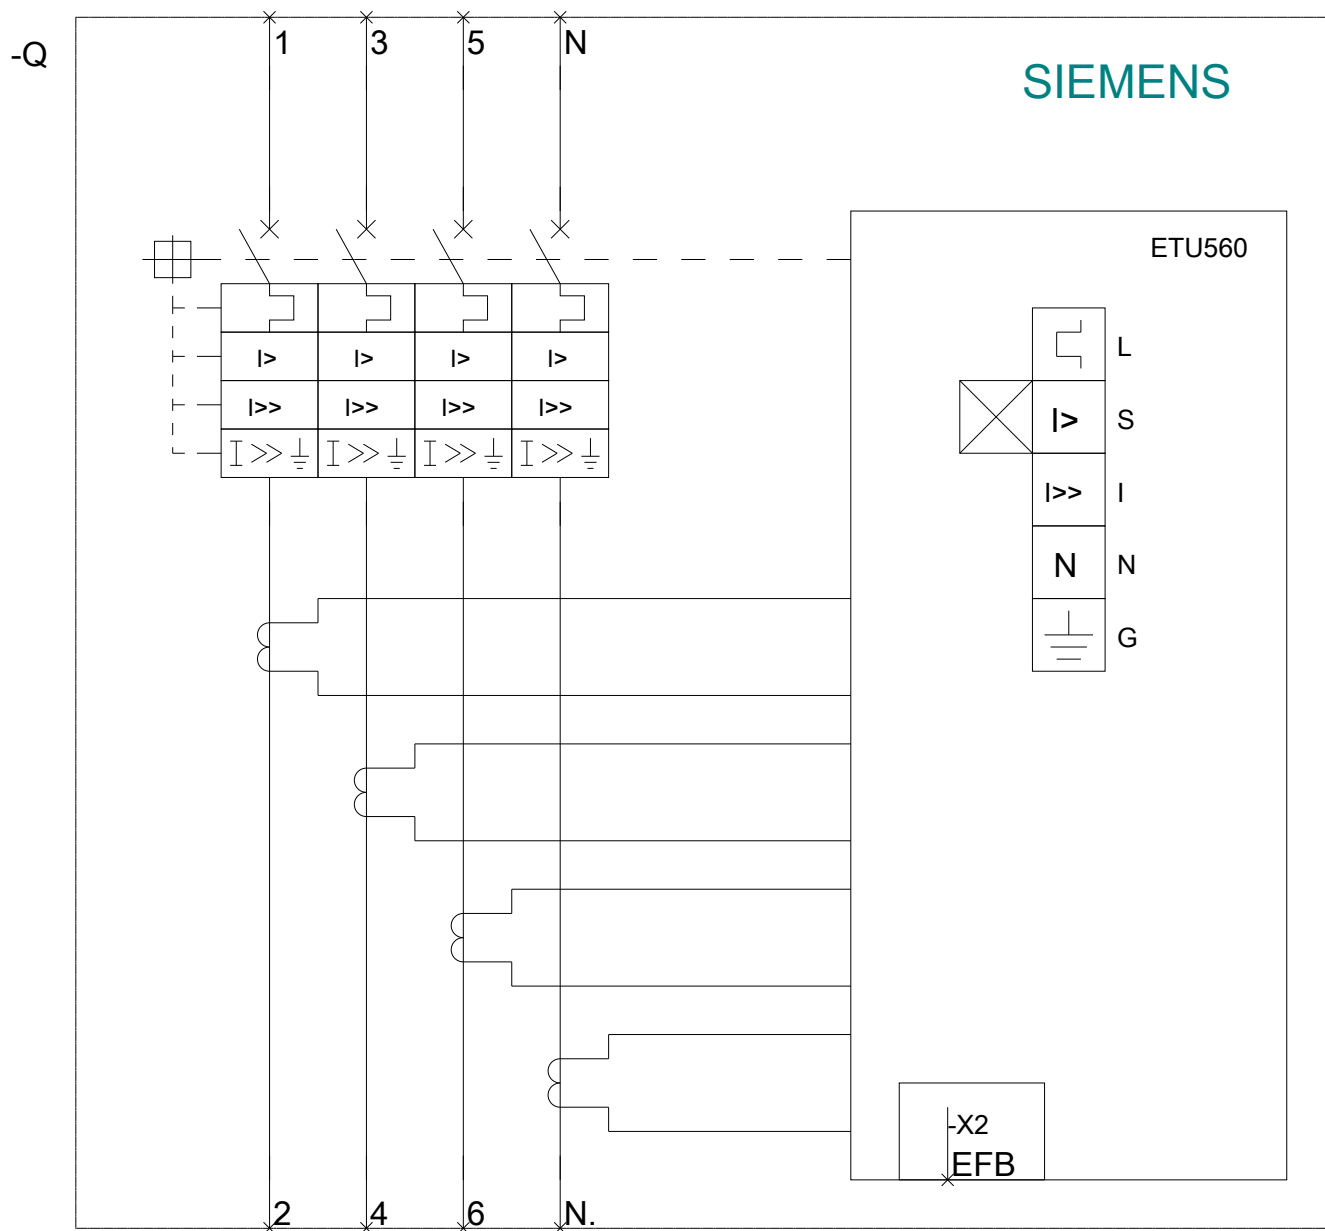 -Q
1 3 5 N
SIEMENS
ETU560
L
I> I> I> I>
I>> I>> I>> I>>
I>> I>> I>> I>>
I> S
I>> I
N N
G
-X2
EFB
2 4 6 N.